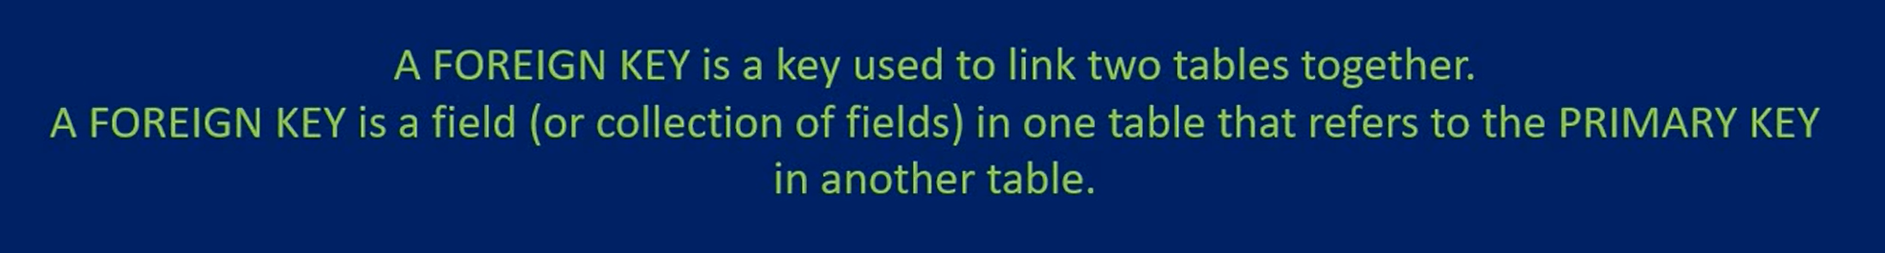 A FOREIGN KEY is a key used to link two tables together.
A FOREIGN KEY is a field (or collection of fields) in one table that refers to the PRIMARY KEY
in another table.